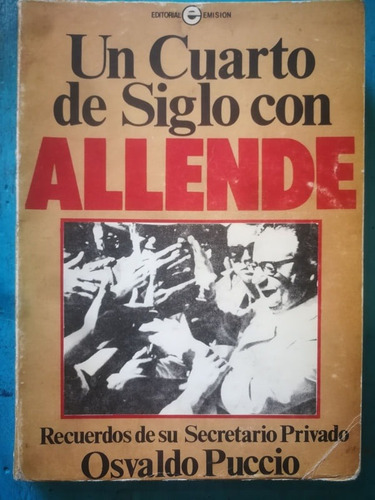 EDITORIAL e EMISION
Un Cuarto
de Siglo con
ALLENDE
Recuerdos de su Secretario Privado
Osvaldo Puccio